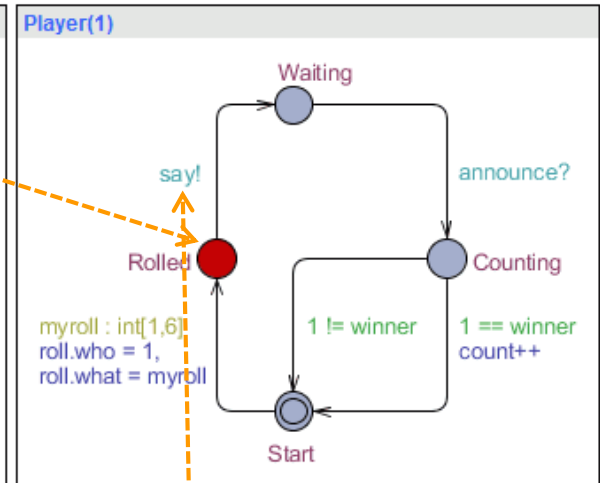 Player(1)
Waiting
say!
announce?
Rolled
Counting
myroll : int[1,6]
roll.who = 1,
roll.what = myroll
1 != winner
1 == winner
count++
Start